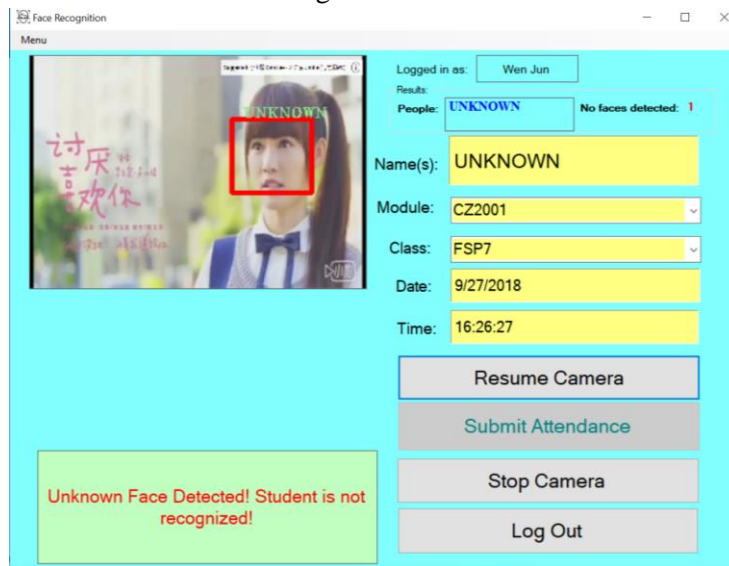 Face Recognition
Menu
UNKNOWN
讨厌
喜欢你
Logged in as: Wen Jun
Results:
People: UNKNOWN No faces detected: 1
Name(s): UNKNOWN
Module: CZ2001
Class: FSP7
Date: 9/27/2018
Time: 16:26:27
Resume Camera
Submit Attendance
Stop Camera
Log Out
Unknown Face Detected! Student is not
recognized!